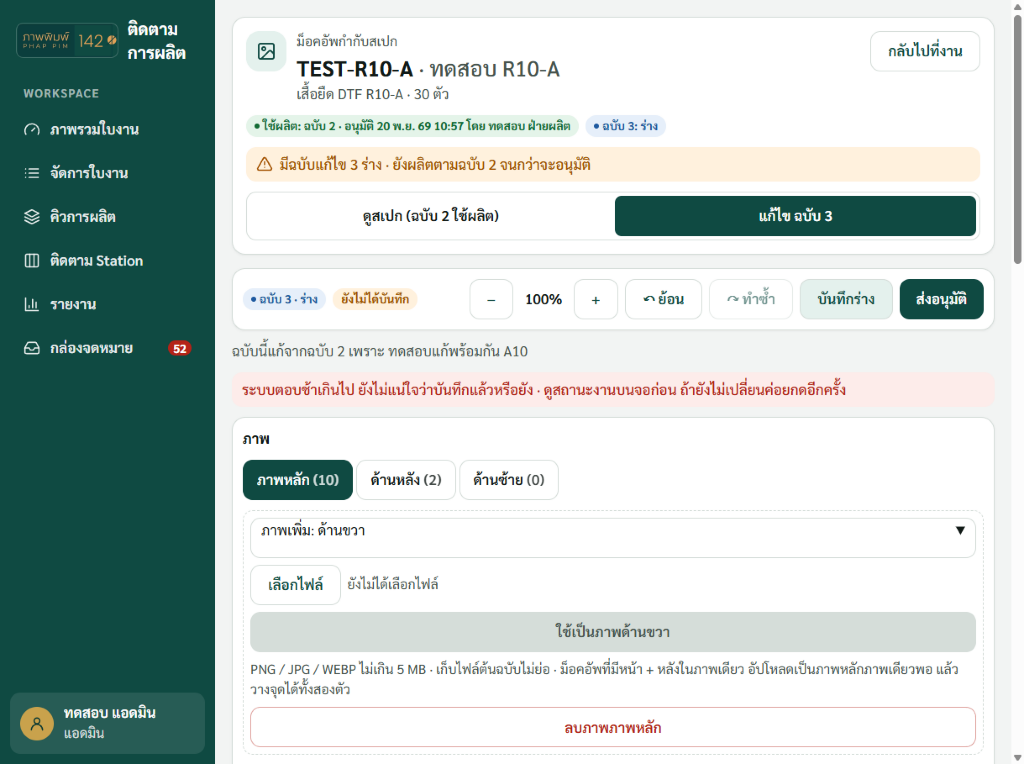 ภาพพิมพ์
PHAP PIM
142
ติดตาม
การผลิต
WORKSPACE
ภาพรวมใบงาน
จัดการใบงาน
คิวการผลิต
ติดตาม Station
รายงาน
กล่องจดหมาย 52
ทดสอบ แอดมิน
แอดมิน
ม็อคอัพกำกับสเปก
TEST-R10-A · ทดสอบ R10-A
เสื้อยืด DTF R10-A · 30 ตัว
กลับไปที่งาน
ใช้ผลิต: ฉบับ 2 · อนุมัติ 20 พ.ย. 69 10:57 โดย ทดสอบ ฝ่ายผลิต
ฉบับ 3: ร่าง
มีฉบับแก้ไข 3 ร่าง · ยังผลิตตามฉบับ 2 จนกว่าจะอนุมัติ
ดูสเปก (ฉบับ 2 ใช้ผลิต)
แก้ไข ฉบับ 3
ฉบับ 3 · ร่าง
ยังไม่ได้บันทึก
− 100% +
↶ ย้อน
↷ ทำซ้ำ
บันทึกร่าง
ส่งอนุมัติ
ฉบับนี้แก้จากฉบับ 2 เพราะ ทดสอบแก้พร้อมกัน A10
ระบบตอบช้าเกินไป ยังไม่แน่ใจว่าบันทึกแล้วหรือยัง · ดูสถานะงานบนจอก่อน ถ้ายังไม่เปลี่ยนค่อยกดอีกครั้ง
ภาพ
ภาพหลัก (10)
ด้านหลัง (2)
ด้านซ้าย (0)
ภาพเพิ่ม: ด้านขวา
เลือกไฟล์ ยังไม่ได้เลือกไฟล์
ใช้เป็นภาพด้านขวา
PNG / JPG / WEBP ไม่เกิน 5 MB · เก็บไฟล์ต้นฉบับไม่ย่อ · ม็อคอัพที่มีหน้า + หลังในภาพเดียว อัปโหลดเป็นภาพหลักภาพเดียวพอ แล้ว
วางจุดได้ทั้งสองตัว
ลบภาพภาพหลัก